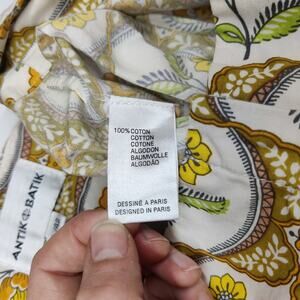 100% COTON
COTTON
COTONE
ALGODON
BAUMWOLLE
ALGODÃO
DESSINÉ A PARIS
DESIGNED IN PARIS
ANTIK BATIK